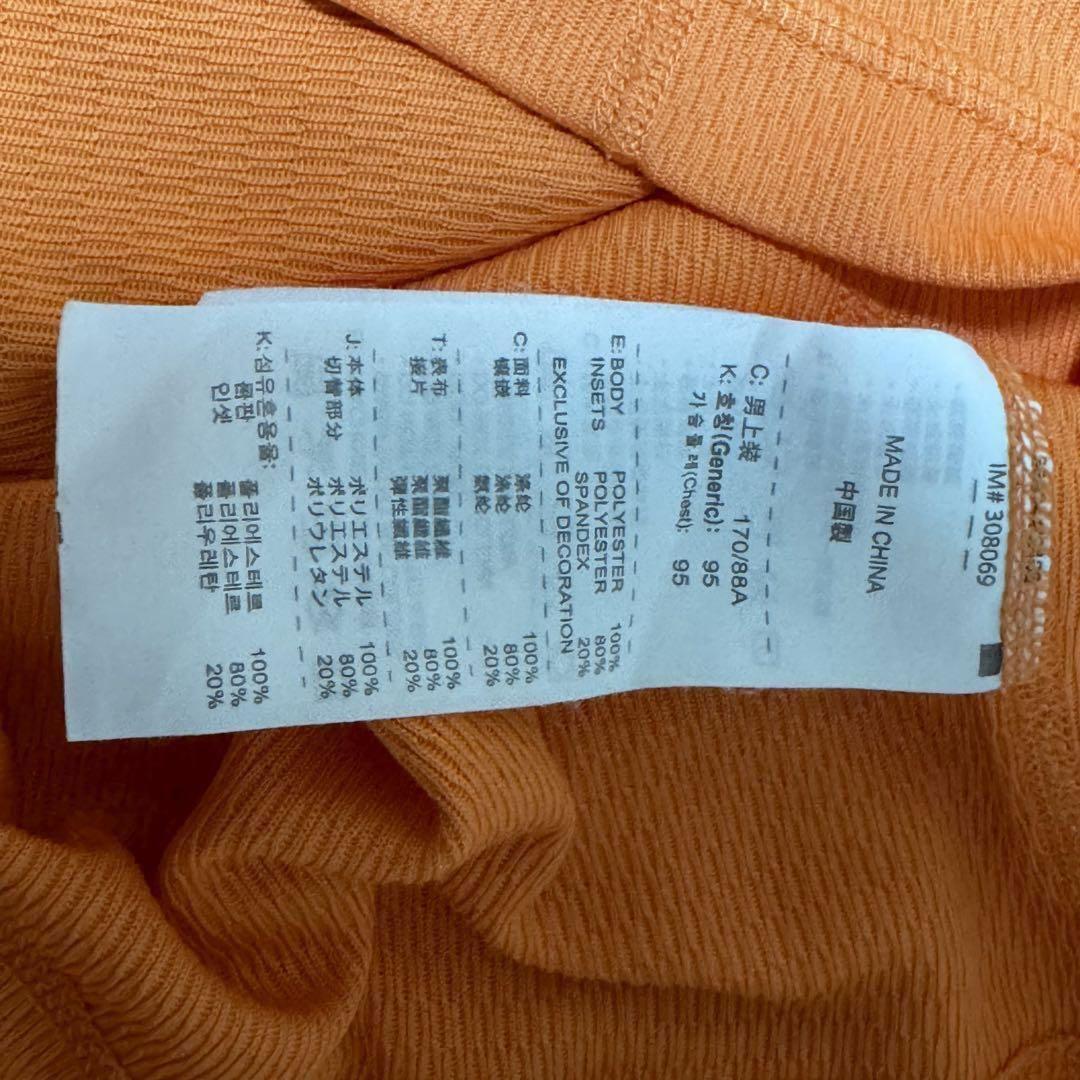 IM# 308069
MADE IN CHINA
中国製
C: 男上装 170/88A
K: 호칭(Generic): 95
가슴둘레(Chest): 95
E: BODY POLYESTER 100%
INSETS POLYESTER 80%
SPANDEX 20%
EXCLUSIVE OF DECORATION
C: 面料 涤纶 100%
镶嵌 涤纶 80%
氨纶 20%
T: 表布 聚酯纖維 100%
接片 聚酯纖維 80%
彈性纖維 20%
J: 本体 ポリエステル 100%
切替部分 ポリエステル 80%
ポリウレタン 20%
K: 섬유혼용율:
원판 폴리에스테르 100%
인셋 폴리에스테르 80%
폴리우레탄 20%